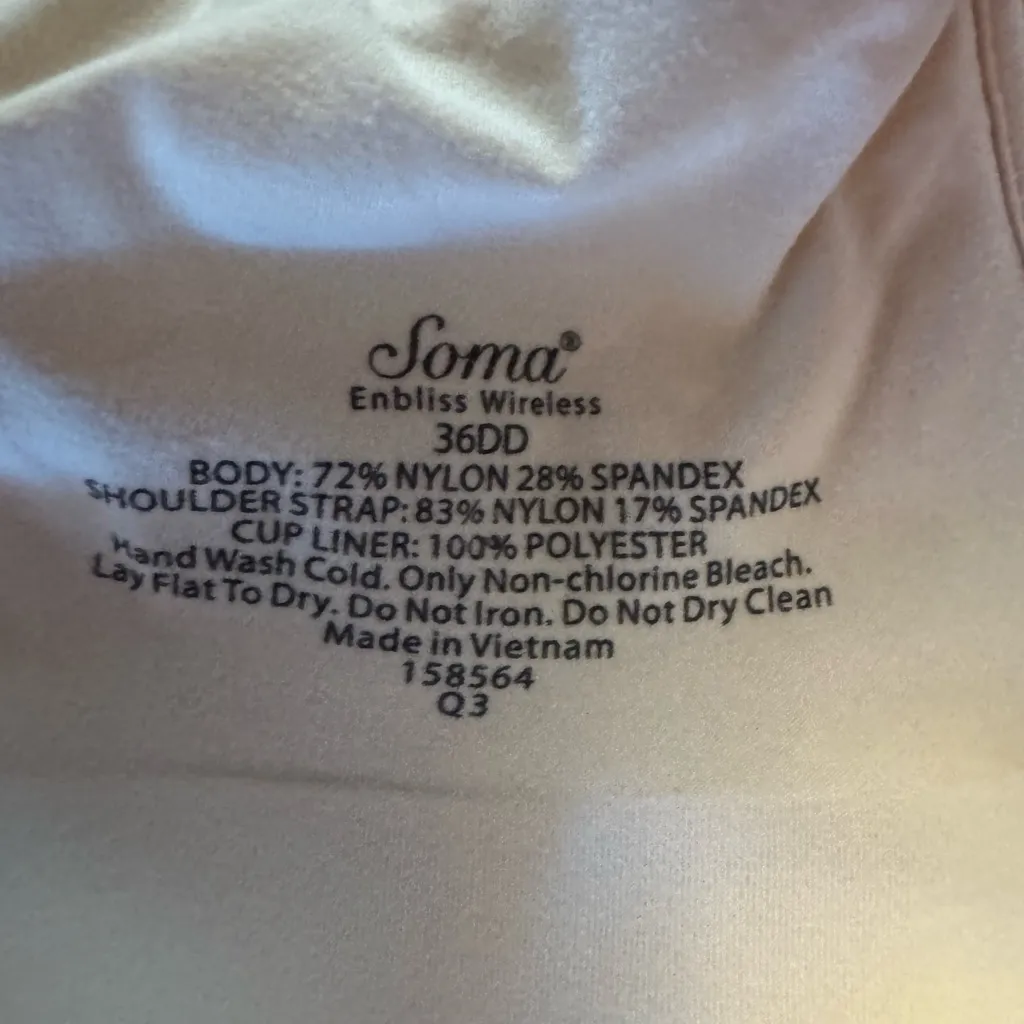 Soma®
Enbliss Wireless
36DD
BODY: 72% NYLON 28% SPANDEX
SHOULDER STRAP: 83% NYLON 17% SPANDEX
CUP LINER: 100% POLYESTER
Hand Wash Cold. Only Non-chlorine Bleach.
Lay Flat To Dry. Do Not Iron. Do Not Dry Clean
Made in Vietnam
158564
Q3